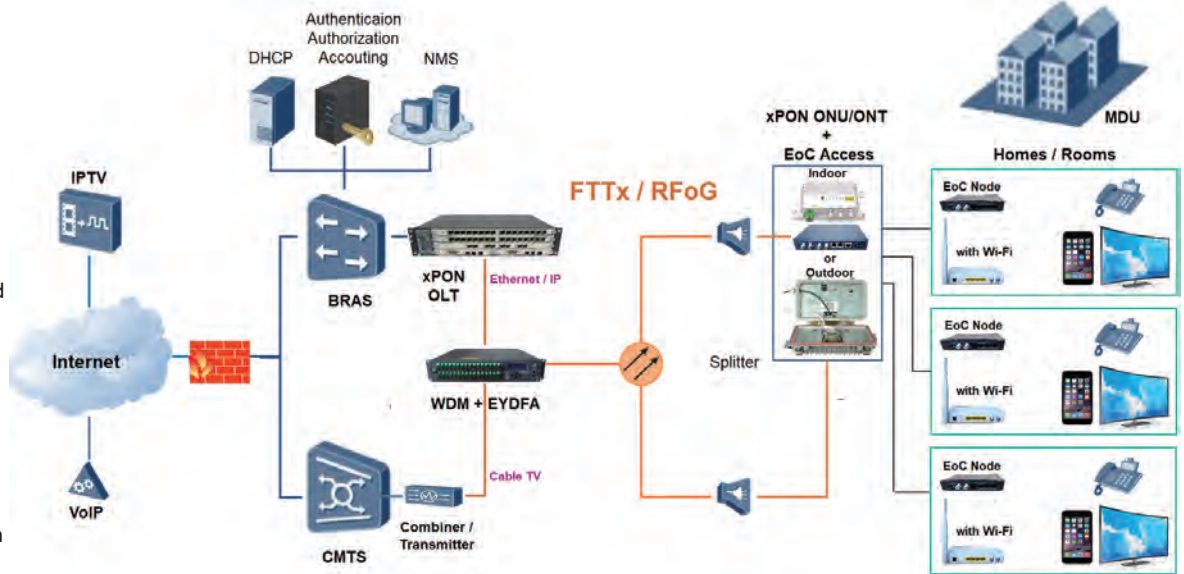 Authenticaion
Authorization
Accouting
DHCP
NMS
MDU
xPON ONU/ONT
+
EoC Access
Homes / Rooms
IPTV
FTTx / RFoG
Indoor
EoC Node
with Wi-Fi
or
Outdoor
BRAS
xPON
OLT
Ethernet / IP
d
Internet
Splitter
EoC Node
with Wi-Fi
WDM + EYDFA
Cable TV
VoIP
CMTS
Combiner /
Transmitter
EoC Node
with Wi-Fi
n